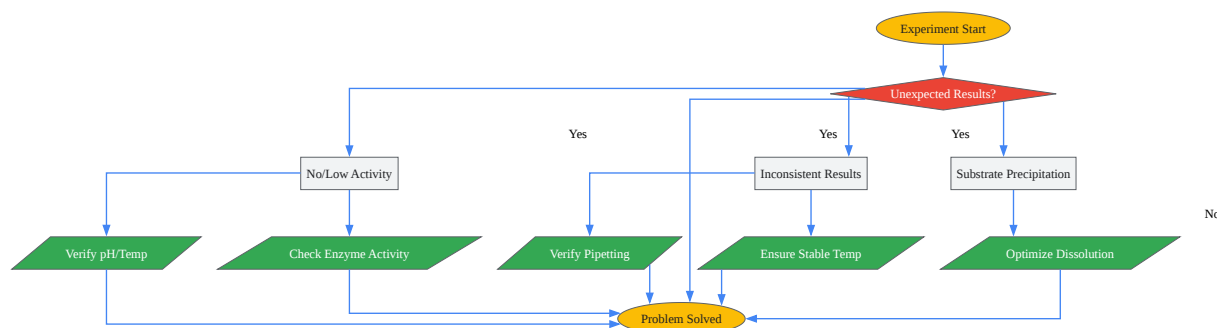 Experiment Start
Unexpected Results?
Yes
Yes
Yes
No/Low Activity
Inconsistent Results
Substrate Precipitation
No
Verify pH/Temp
Check Enzyme Activity
Verify Pipetting
Ensure Stable Temp
Optimize Dissolution
Problem Solved